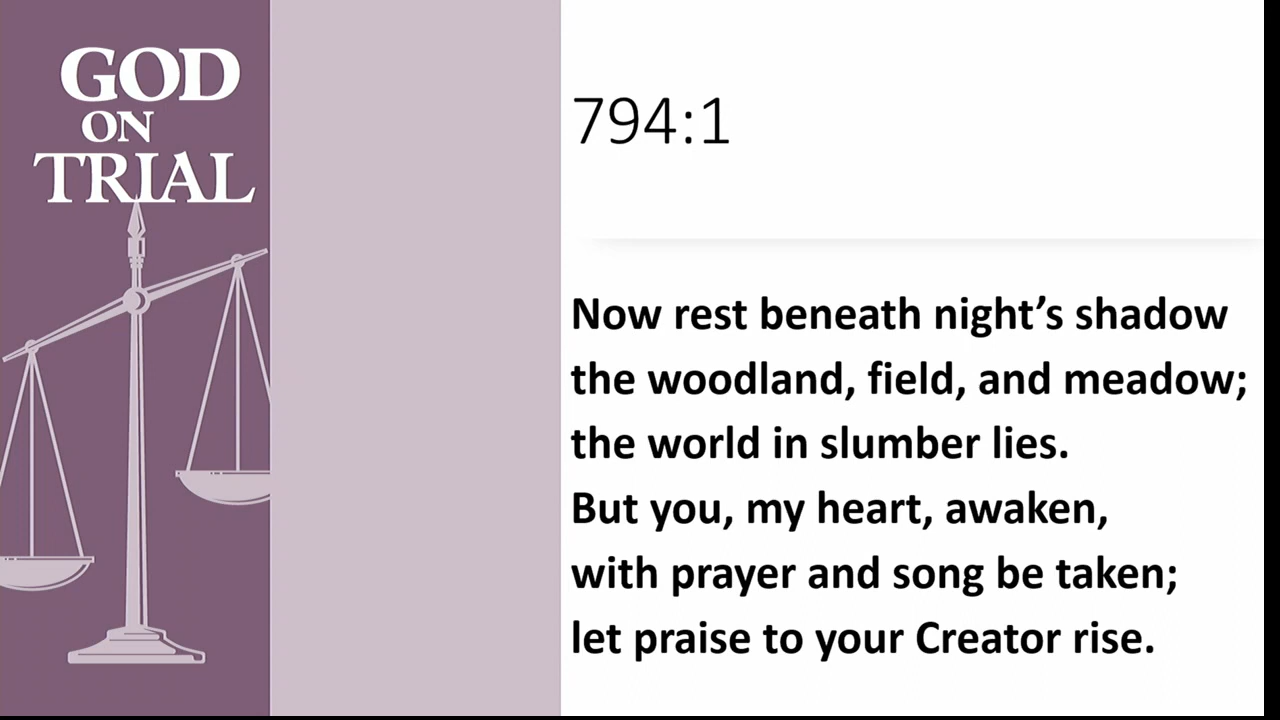 GOD
ON
TRIAL
794:1
Now rest beneath night’s shadow
the woodland, field, and meadow;
the world in slumber lies.
But you, my heart, awaken,
with prayer and song be taken;
let praise to your Creator rise.